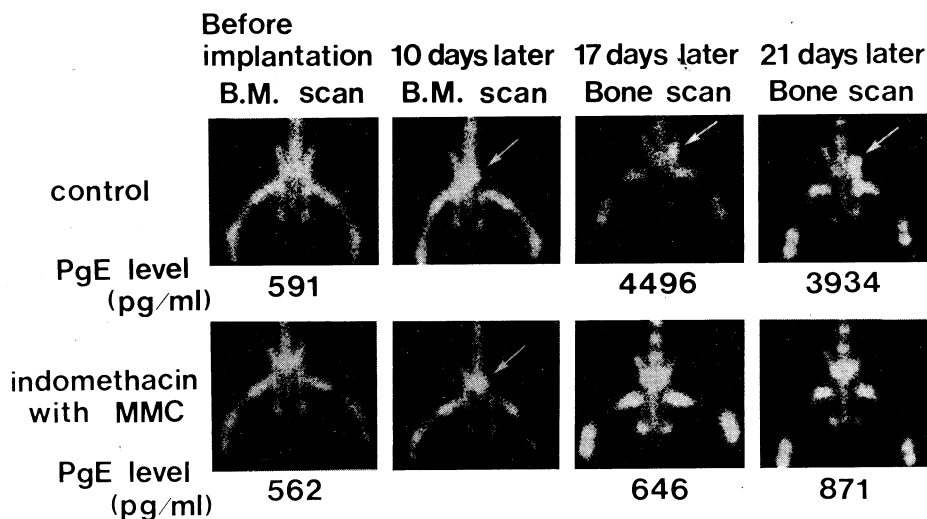 Before
implantation 10 days later 17 days later 21 days later
B.M. scan B.M. scan Bone scan Bone scan
control
PgE level
(pg/ml) 591 4496 3934
indomethacin
with MMC
PgE level
(pg/ml) 562 646 871